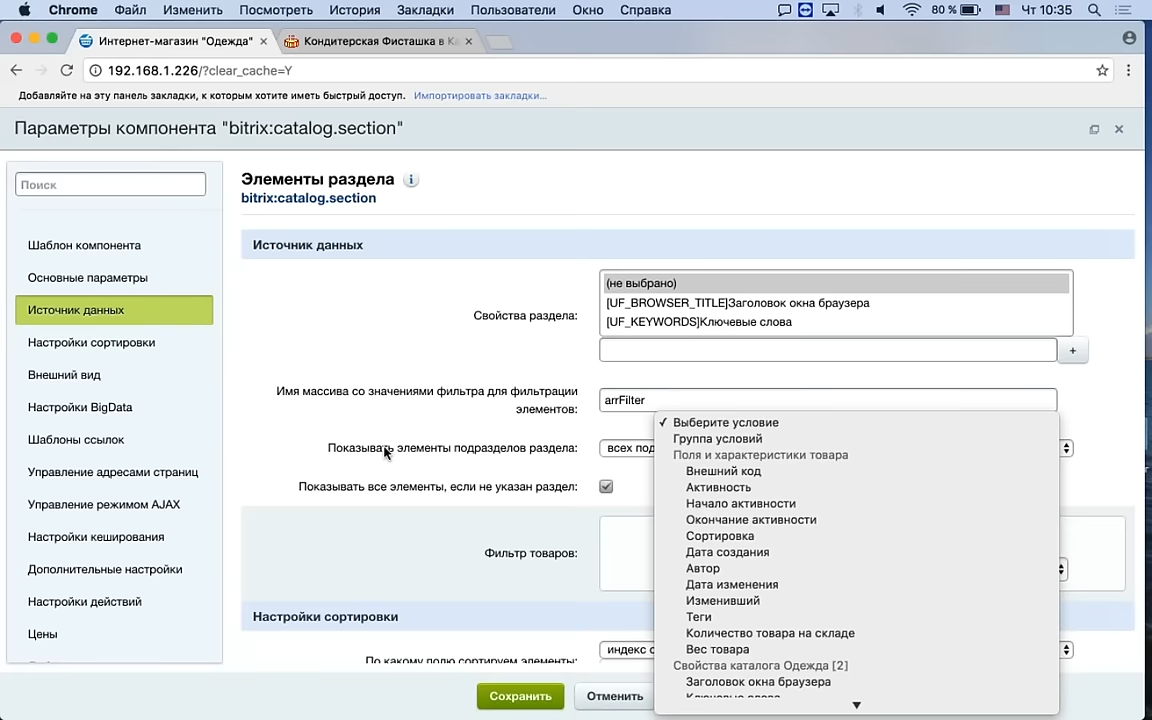 Chrome Файл Изменить Посмотреть История Закладки Пользователи Окно Справка 80 % Чт 10:35
Интернет-магазин "Одежда" × Кондитерская Фисташка в Ка ×
192.168.1.226/?clear_cache=Y
Добавляйте на эту панель закладки, к которым хотите иметь быстрый доступ. Импортировать закладки...
Параметры компонента "bitrix:catalog.section"
Поиск
Шаблон компонента
Основные параметры
Источник данных
Настройки сортировки
Внешний вид
Настройки BigData
Шаблоны ссылок
Управление адресами страниц
Управление режимом AJAX
Настройки кеширования
Дополнительные настройки
Настройки действий
Цены
Элементы раздела
bitrix:catalog.section
Источник данных
Свойства раздела:
(не выбрано)
[UF_BROWSER_TITLE]Заголовок окна браузера
[UF_KEYWORDS]Ключевые слова
+
Имя массива со значениями фильтра для фильтрации
элементов:
arrFilter
Показывать элементы подразделов раздела:
всех под
Показывать все элементы, если не указан раздел:
Фильтр товаров:
✓ Выберите условие
Группа условий
Поля и характеристики товара
Внешний код
Активность
Начало активности
Окончание активности
Сортировка
Дата создания
Автор
Дата изменения
Изменивший
Теги
Количество товара на складе
Вес товара
Свойства каталога Одежда [2]
Заголовок окна браузера
Ключевые слова
Настройки сортировки
По какому полю сортируем элементы:
индекс с
Сохранить
Отменить